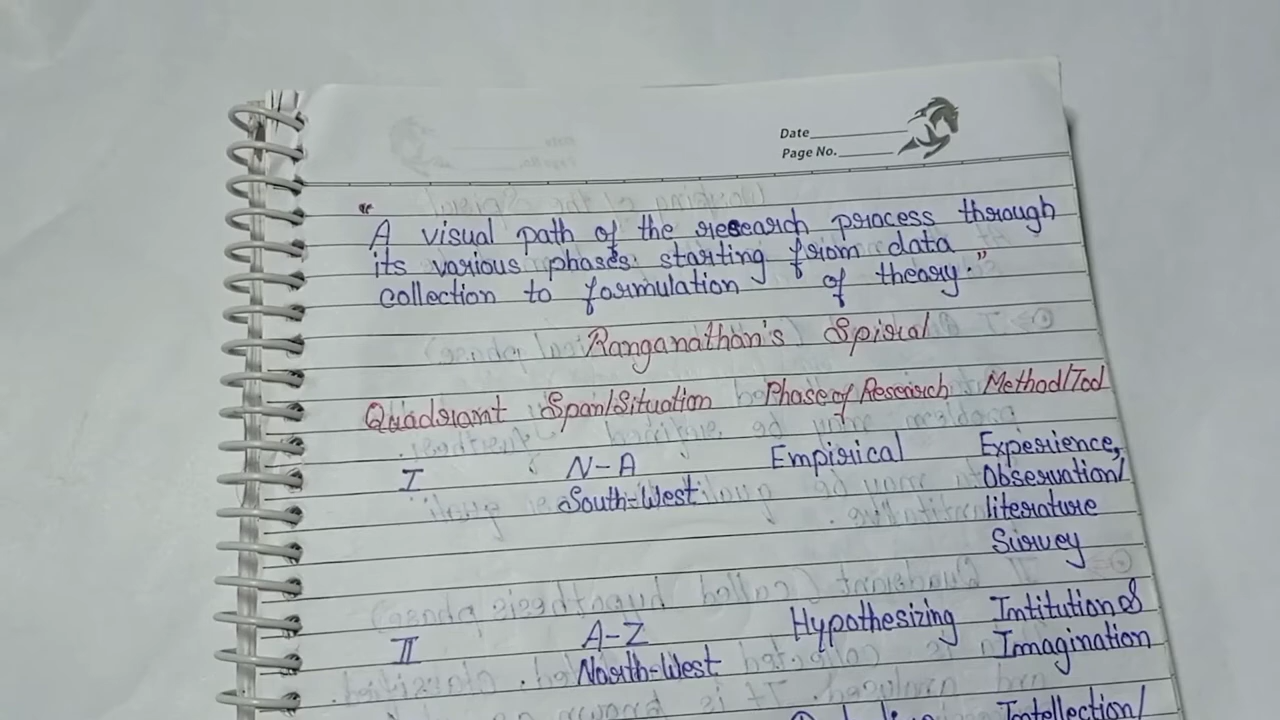 Date
Page No.
"A visual path of the research process through
its various phases: starting from data
collection to formulation of theory."
Ranganathan's Spiral
Quadrant Span/Situation Phase of Research Method/Tool
I N-A Empirical Experience,
South-West Observation/
literature
Survey
II A-Z Hypothesizing Intitution &
North-West Imagination
Intellection/